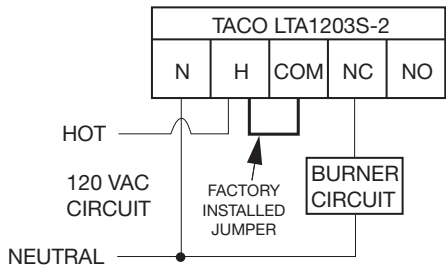 TACO LTA1203S-2
N H COM NC NO
HOT
120 VAC
CIRCUIT
FACTORY
INSTALLED
JUMPER
BURNER
CIRCUIT
NEUTRAL